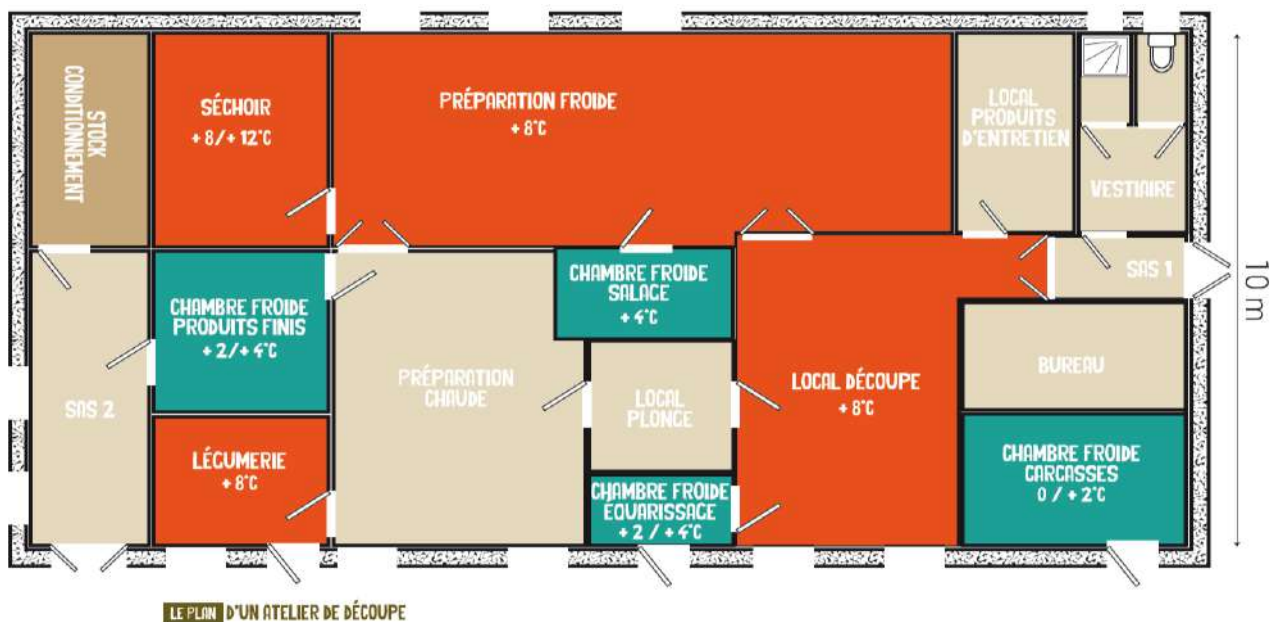 STOCK
CONDITIONNEMENT
SÉCHOIR
+ 8/+ 12°C
PRÉPARATION FROIDE
+ 8°C
LOCAL
PRODUITS
D'ENTRETIEN
VESTIAIRE
SAS 1
10 m
CHAMBRE FROIDE
PRODUITS FINIS
+ 2/+ 4°C
CHAMBRE FROIDE
SALAGE
+ 4°C
PRÉPARATION
CHAUDE
LOCAL
PLONGE
LOCAL DÉCOUPE
+ 8°C
BUREAU
SAS 2
LÉGUMERIE
+ 8°C
CHAMBRE FROIDE
ÉQUARISSAGE
+ 2 / + 4°C
CHAMBRE FROIDE
CARCASSES
0 / + 2°C
LE PLAN D'UN ATELIER DE DÉCOUPE